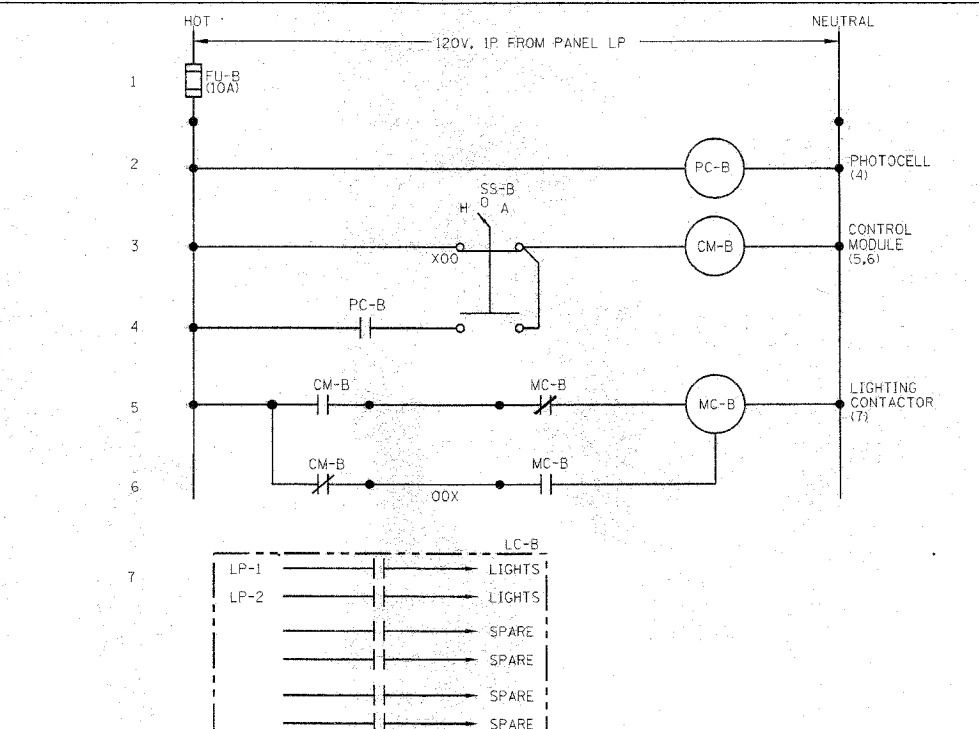 HOT
NEUTRAL
120V, 1P FROM PANEL LP
1
FU-B
(10A)
2
PC-B
PHOTOCELL
(4)
SS-B
H O A
3
XOO
CM-B
CONTROL
MODULE
(5,6)
PC-B
4
CM-B
MC-B
5
MC-B
LIGHTING
CONTACTOR
(7)
CM-B
MC-B
6
OOX
LC-B
7
LP-1
LIGHTS
LP-2
LIGHTS
SPARE
SPARE
SPARE
SPARE